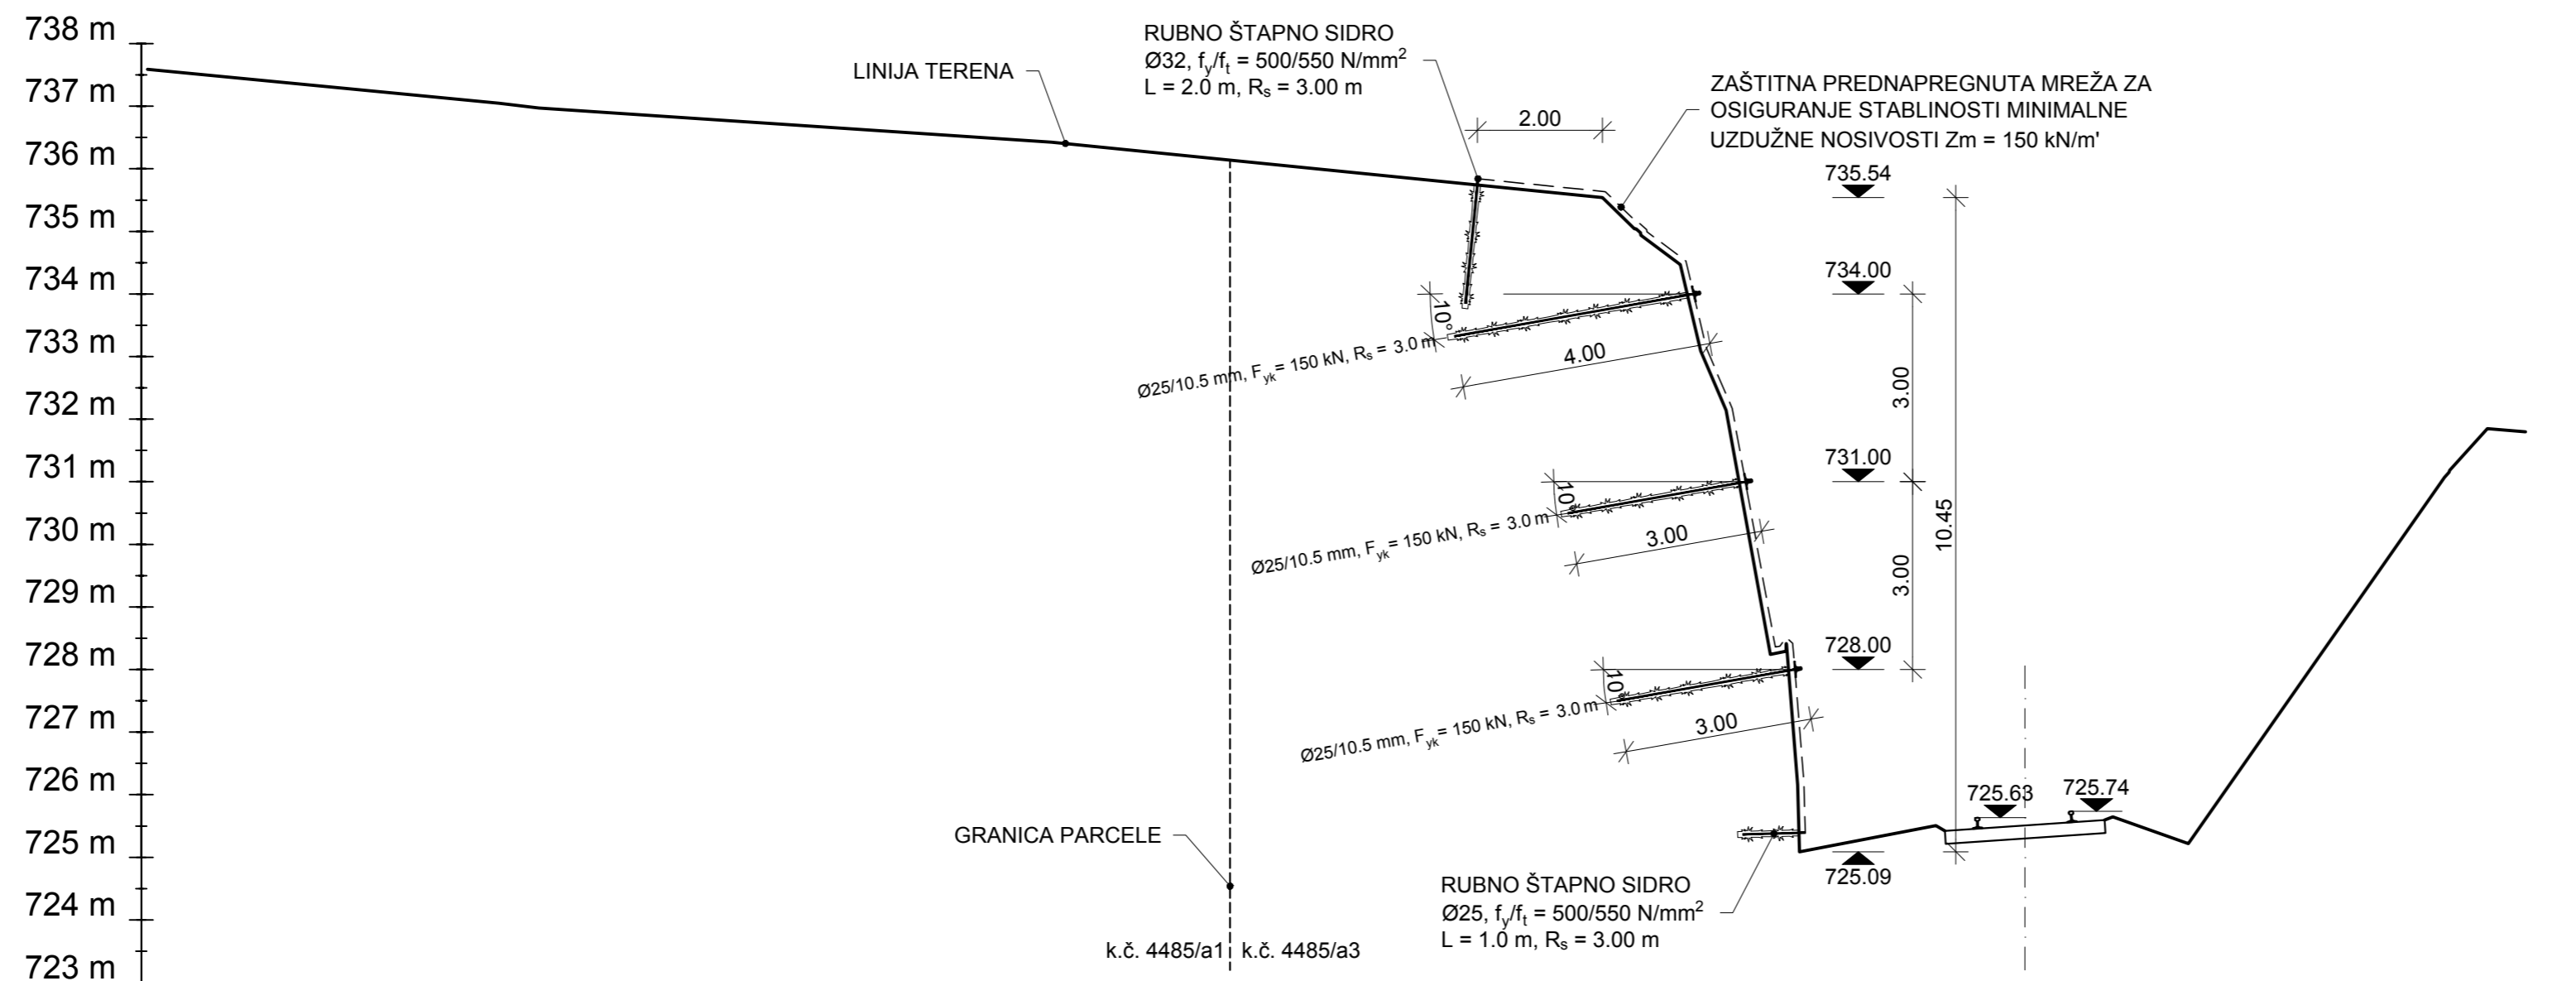 738 m
737 m
736 m
735 m
734 m
733 m
732 m
731 m
730 m
729 m
728 m
727 m
726 m
725 m
724 m
723 m
LINIJA TERENA
RUBNO ŠTAPNO SIDRO
Ø32, fy/ft = 500/550 N/mm²
L = 2.0 m, Rs = 3.00 m
2.00
ZAŠTITNA PREDNAPREGNUTA MREŽA ZA
OSIGURANJE STABLINOSTI MINIMALNE
UZDUŽNE NOSIVOSTI Zm = 150 kN/m'
735.54
734.00
10°
Ø25/10.5 mm, Fyk= 150 kN, Rs = 3.0 m
4.00
3.00
731.00
10°
Ø25/10.5 mm, Fyk= 150 kN, Rs = 3.0 m
3.00
3.00
10.45
728.00
10°
Ø25/10.5 mm, Fyk= 150 kN, Rs = 3.0 m
3.00
725.63
725.74
725.09
GRANICA PARCELE
RUBNO ŠTAPNO SIDRO
Ø25, fy/ft = 500/550 N/mm²
L = 1.0 m, Rs = 3.00 m
k.č. 4485/a1
k.č. 4485/a3